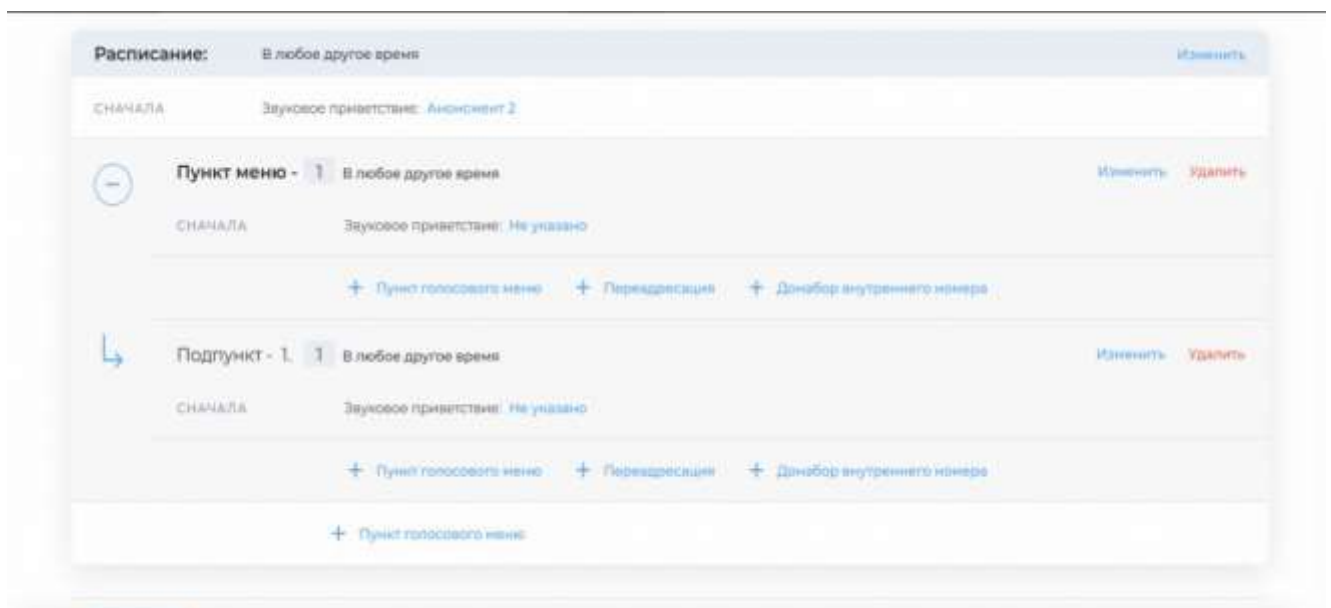 Расписание: В любое другое время Изменить
СНАЧАЛА Звуковое приветствие: Анонсмент 2
Пункт меню - 1 В любое другое время Изменить Удалить
СНАЧАЛА Звуковое приветствие: Не указано
+ Пункт голосового меню + Переадресация + Донабор внутреннего номера
Подпункт - 1. 1 В любое другое время Изменить Удалить
СНАЧАЛА Звуковое приветствие: Не указано
+ Пункт голосового меню + Переадресация + Донабор внутреннего номера
+ Пункт голосового меню